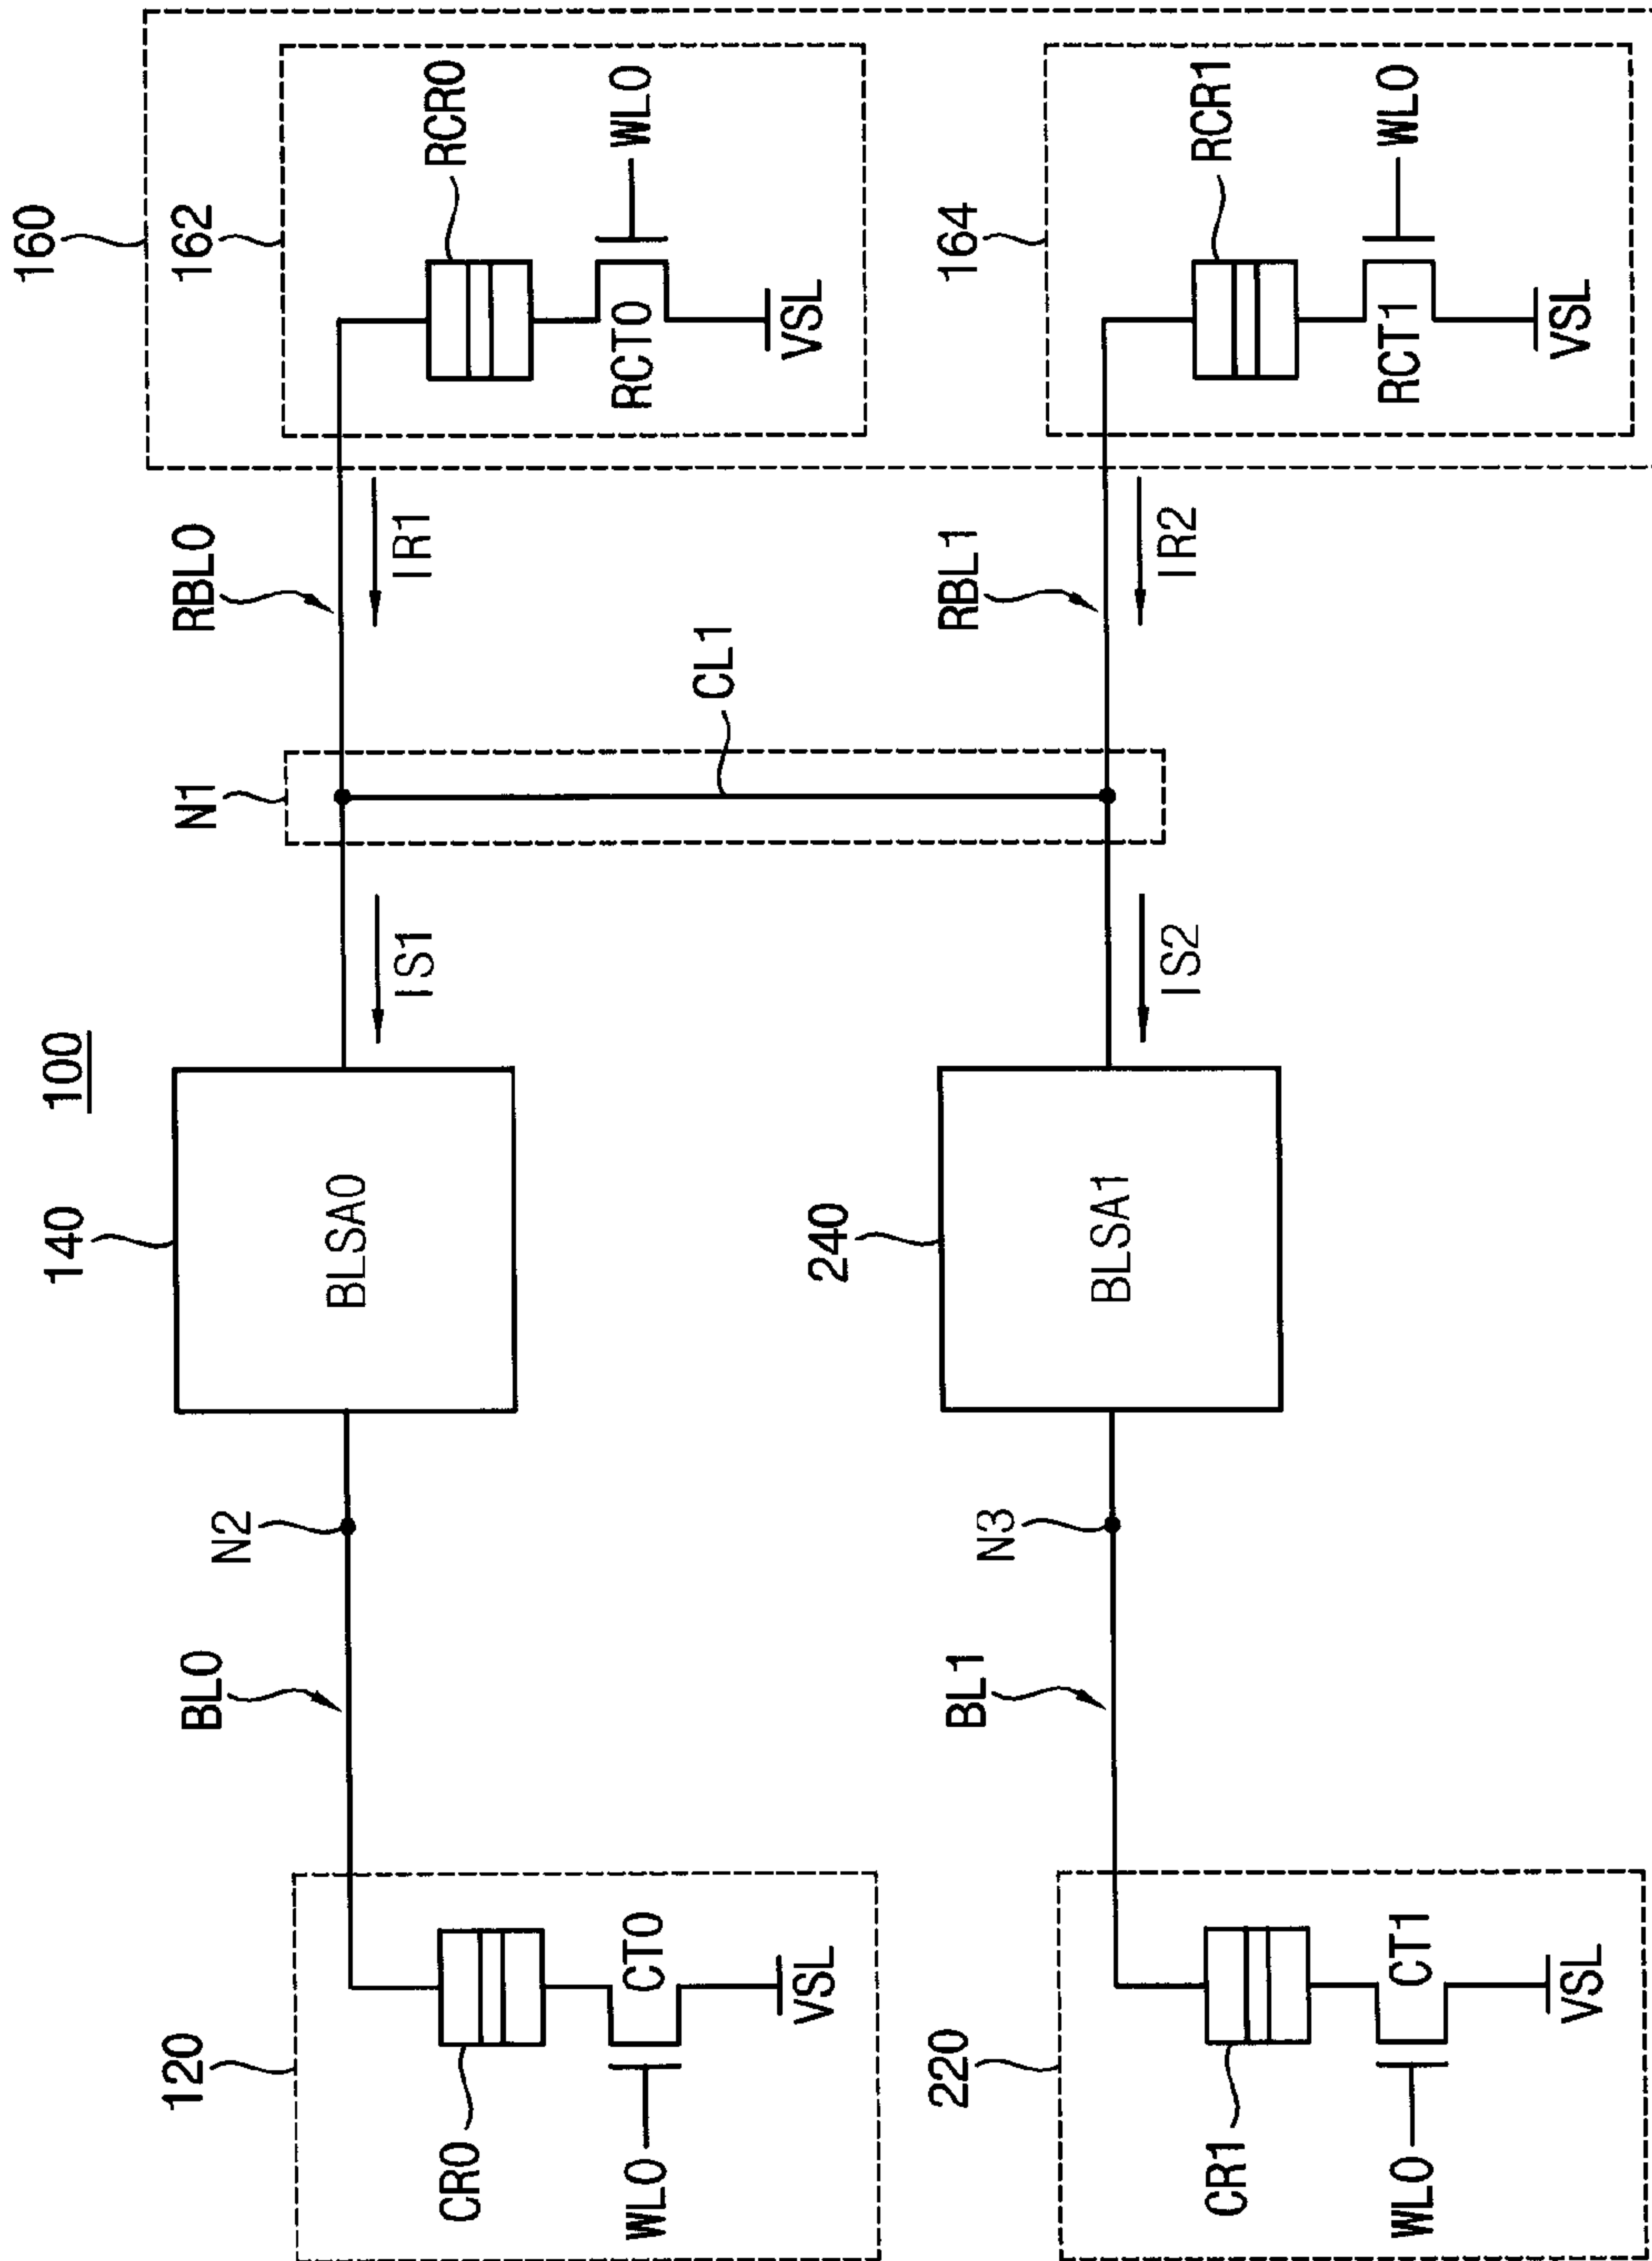 100
160
120
140
N2
N1
162
BL0
RBL0
CR0
CT0
WL0
VSL
BLSA0
IS1
IR1
RCR0
RCT0
WL0
VSL
CL1
220
240
N3
164
BL1
RBL1
CR1
CT1
WL0
VSL
BLSA1
IS2
IR2
RCR1
RCT1
WL0
VSL